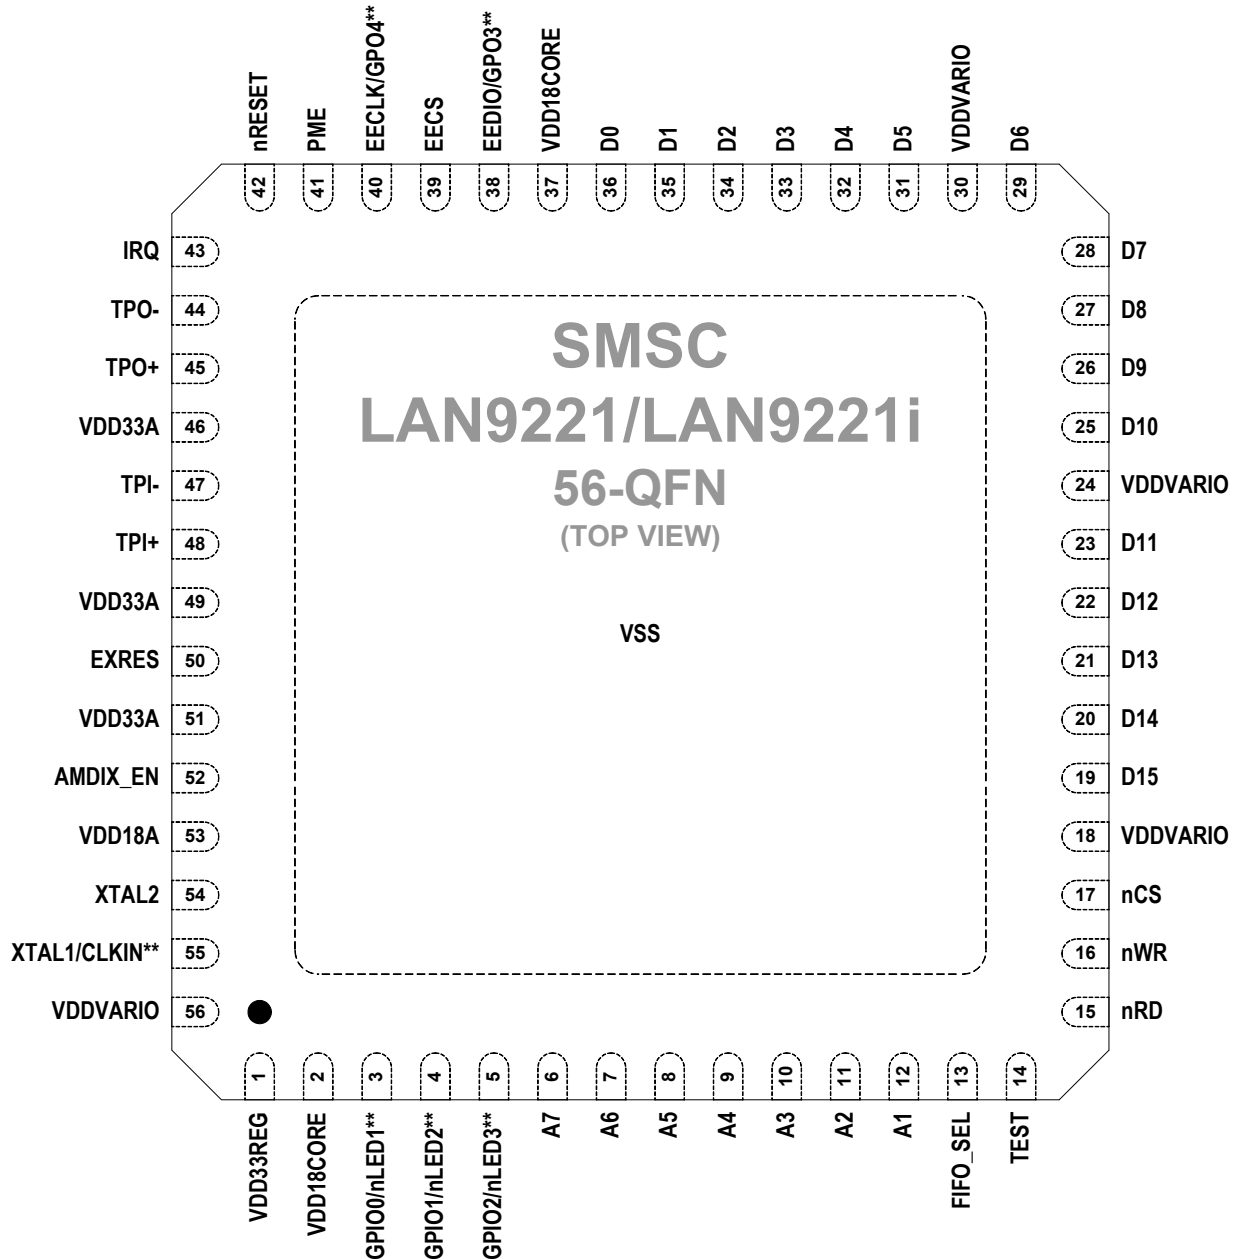 nRESET
PME
EECLK/GPO4**
EECS
EEDIO/GPO3**
VDD18CORE
D0
D1
D2
D3
D4
D5
VDDVARIO
D6
42
41
40
39
38
37
36
35
34
33
32
31
30
29
IRQ 43
TPO- 44
TPO+ 45
VDD33A 46
TPI- 47
TPI+ 48
VDD33A 49
EXRES 50
VDD33A 51
AMDIX_EN 52
VDD18A 53
XTAL2 54
XTAL1/CLKIN** 55
VDDVARIO 56
SMSC
LAN9221/LAN9221i
56-QFN
(TOP VIEW)
VSS
28 D7
27 D8
26 D9
25 D10
24 VDDVARIO
23 D11
22 D12
21 D13
20 D14
19 D15
18 VDDVARIO
17 nCS
16 nWR
15 nRD
1
2
3
4
5
6
7
8
9
10
11
12
13
14
VDD33REG
VDD18CORE
GPIO0/nLED1**
GPIO1/nLED2**
GPIO2/nLED3**
A7
A6
A5
A4
A3
A2
A1
FIFO_SEL
TEST